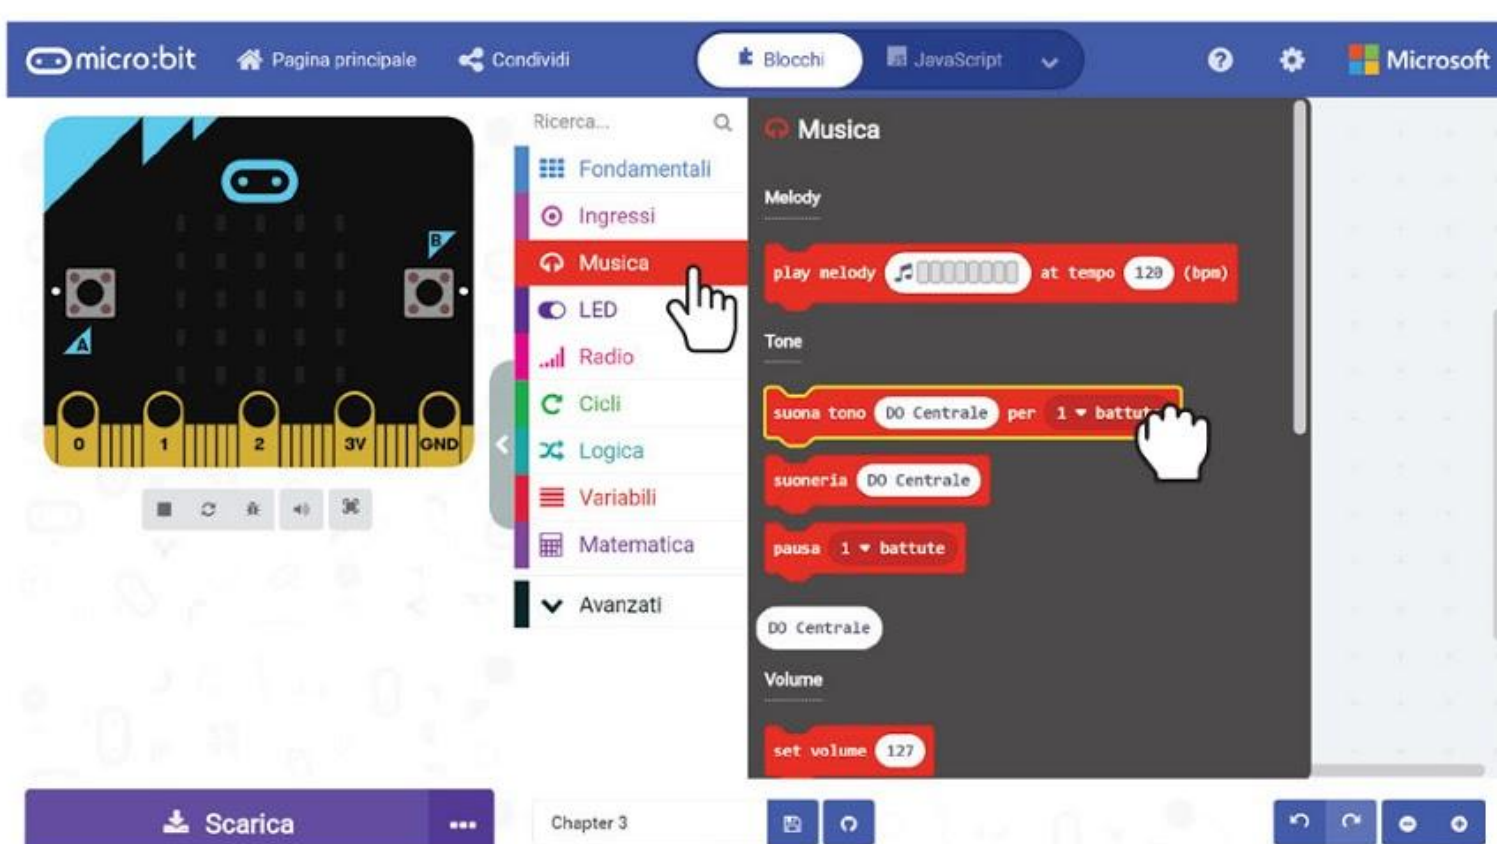 micro:bit Pagina principale Condividi Blocchi JavaScript Microsoft
Ricerca...
Fondamentali
Ingressi
Musica
LED
Radio
Cicli
Logica
Variabili
Matematica
Avanzati
Musica
Melody
play melody at tempo 120 (bpm)
Tone
suona tono DO Centrale per 1 battut
suoneria DO Centrale
pausa 1 battute
DO Centrale
Volume
set volume 127
B
A
0 1 2 3V GND
Scarica ...
Chapter 3